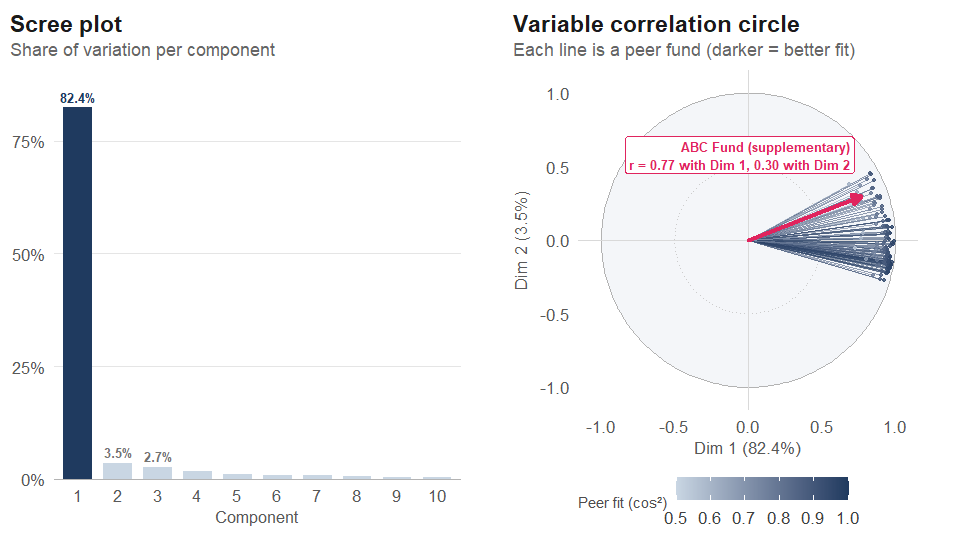 Scree plot
Share of variation per component
82.4%
75%
50%
25%
3.5%
2.7%
0%
1 2 3 4 5 6 7 8 9 10
Component
Variable correlation circle
Each line is a peer fund (darker = better fit)
1.0
ABC Fund (supplementary)
r = 0.77 with Dim 1, 0.30 with Dim 2
0.5
Dim 2 (3.5%)
0.0
-0.5
-1.0
-1.0 -0.5 0.0 0.5 1.0
Dim 1 (82.4%)
Peer fit (cos²)
0.5 0.6 0.7 0.8 0.9 1.0